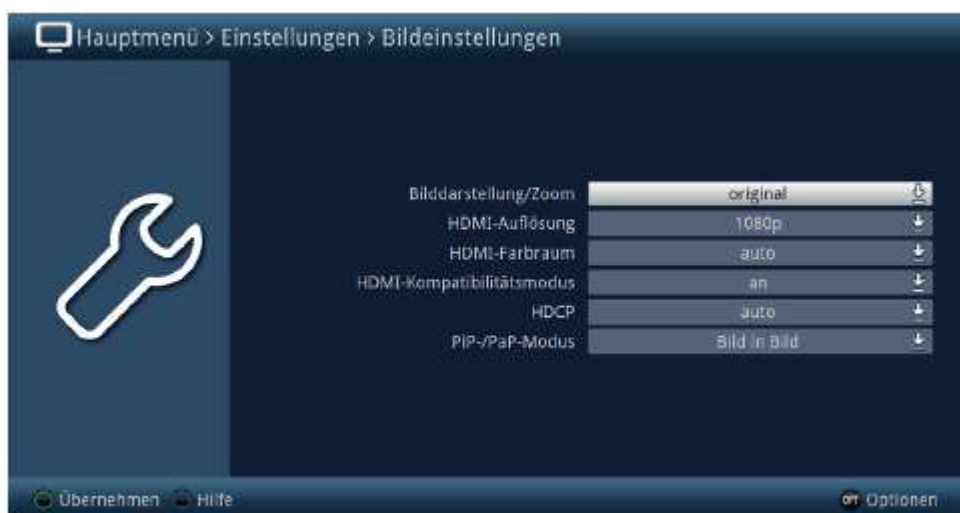 Hauptmenü > Einstellungen > Bildeinstellungen
Bilddarstellung/Zoom original
HDMI-Auflösung 1080p
HDMI-Farbraum auto
HDMI-Kompatibilitätsmodus an
HDCP auto
PiP-/PaP-Modus Bild in Bild
Übernehmen Hilfe OPT Optionen